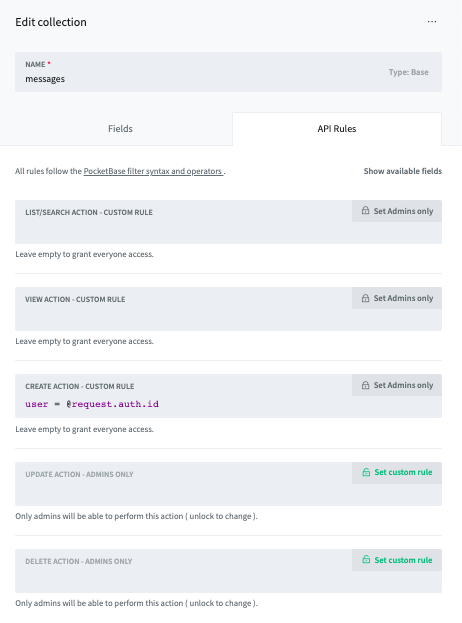 Edit collection
NAME *
messages
Type: Base
Fields
API Rules
All rules follow the PocketBase filter syntax and operators .
Show available fields
LIST/SEARCH ACTION - CUSTOM RULE
Set Admins only
Leave empty to grant everyone access.
VIEW ACTION - CUSTOM RULE
Set Admins only
Leave empty to grant everyone access.
CREATE ACTION - CUSTOM RULE
Set Admins only
user = @request.auth.id
Leave empty to grant everyone access.
UPDATE ACTION - ADMINS ONLY
Set custom rule
Only admins will be able to perform this action ( unlock to change ).
DELETE ACTION - ADMINS ONLY
Set custom rule
Only admins will be able to perform this action ( unlock to change ).